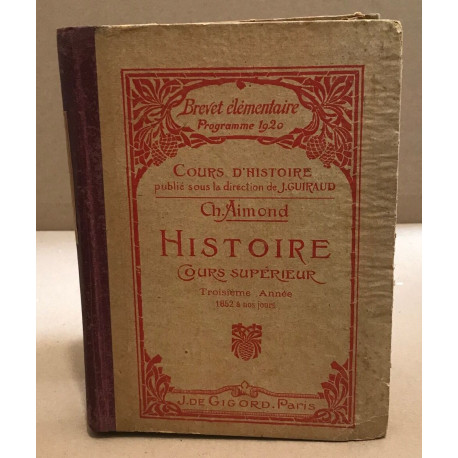 Brevet élémentaire
Programme 1920
COURS D'HISTOIRE
publié sous la direction de J. GUIRAUD
Ch. Aimond
HISTOIRE
COURS SUPÉRIEUR
Troisième Année
1852 à nos jours
J. DE GIGORD. Paris